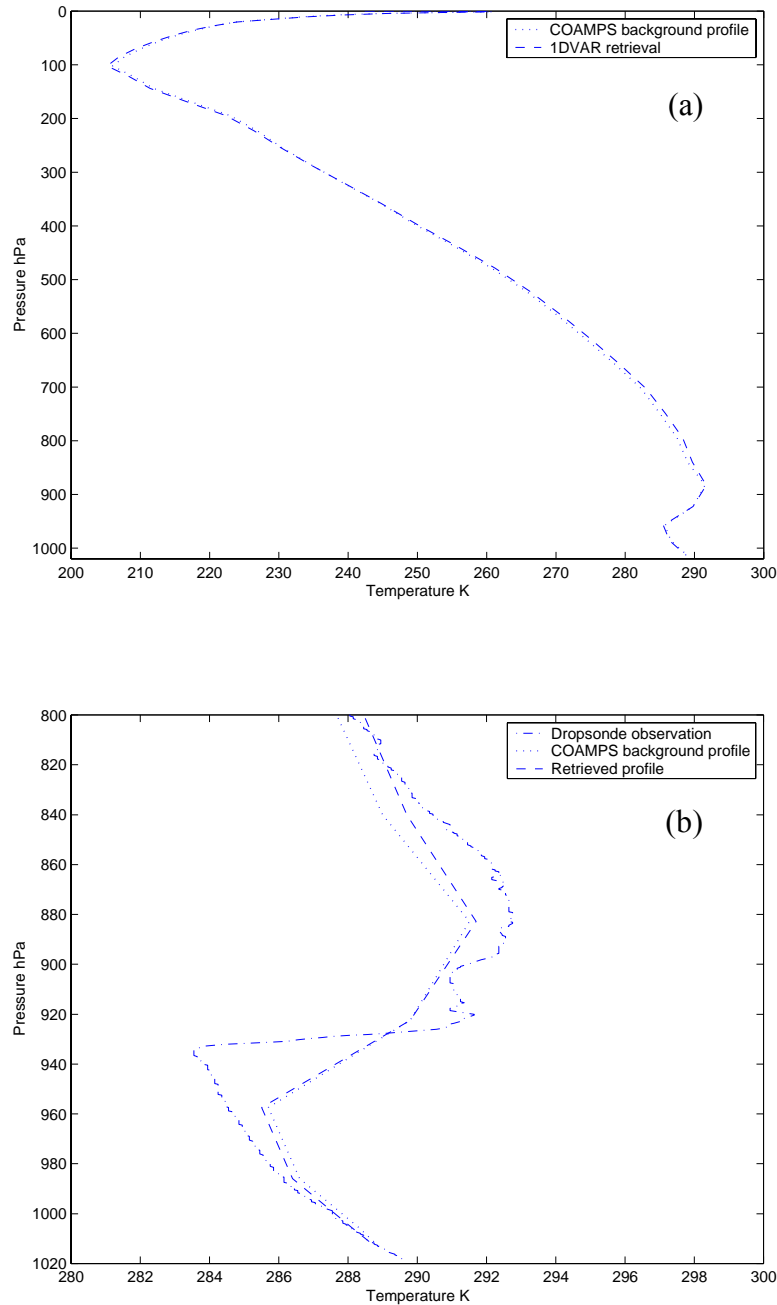 0
100
200
300
400
500
600
700
800
900
1000
Pressure hPa
COAMPS background profile
1DVAR retrieval
(a)
200 210 220 230 240 250 260 270 280 290 300
Temperature K
800
820
840
860
880
900
920
940
960
980
1000
1020
Pressure hPa
Dropsonde observation
COAMPS background profile
Retrieved profile
(b)
280 282 284 286 288 290 292 294 296 298 300
Temperature K